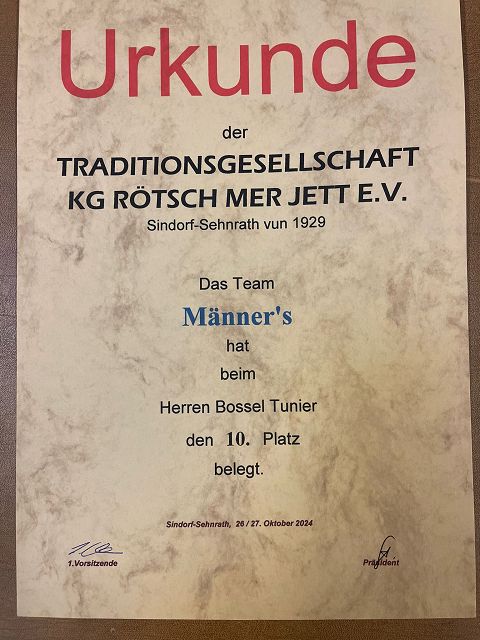 Urkunde
der
TRADITIONSGESELLSCHAFT
KG RÖTSCH MER JETT E.V.
Sindorf-Sehnrath vun 1929
Das Team
Männer's
hat
beim
Herren Bossel Tunier
den 10. Platz
belegt.
Sindorf-Sehnrath, 26 / 27. Oktober 2024
1.Vorsitzende Präsident